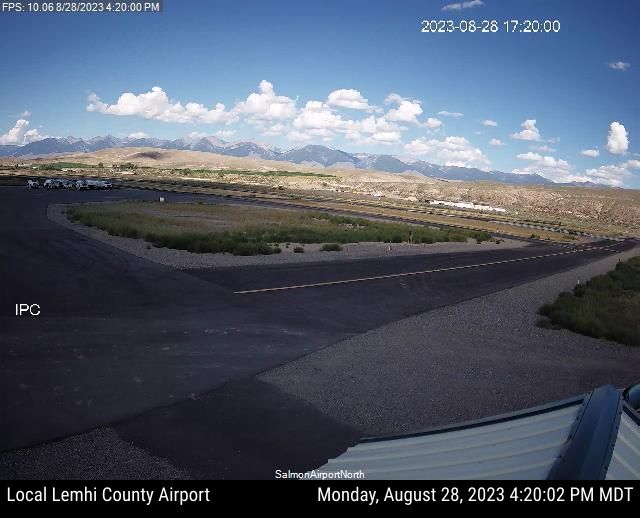 FPS: 10.06 8/28/2023 4:20:00 PM
2023-08-28 17:20:00
IPC
SalmonAirportNorth
Local Lemhi County Airport
Monday, August 28, 2023 4:20:02 PM MDT